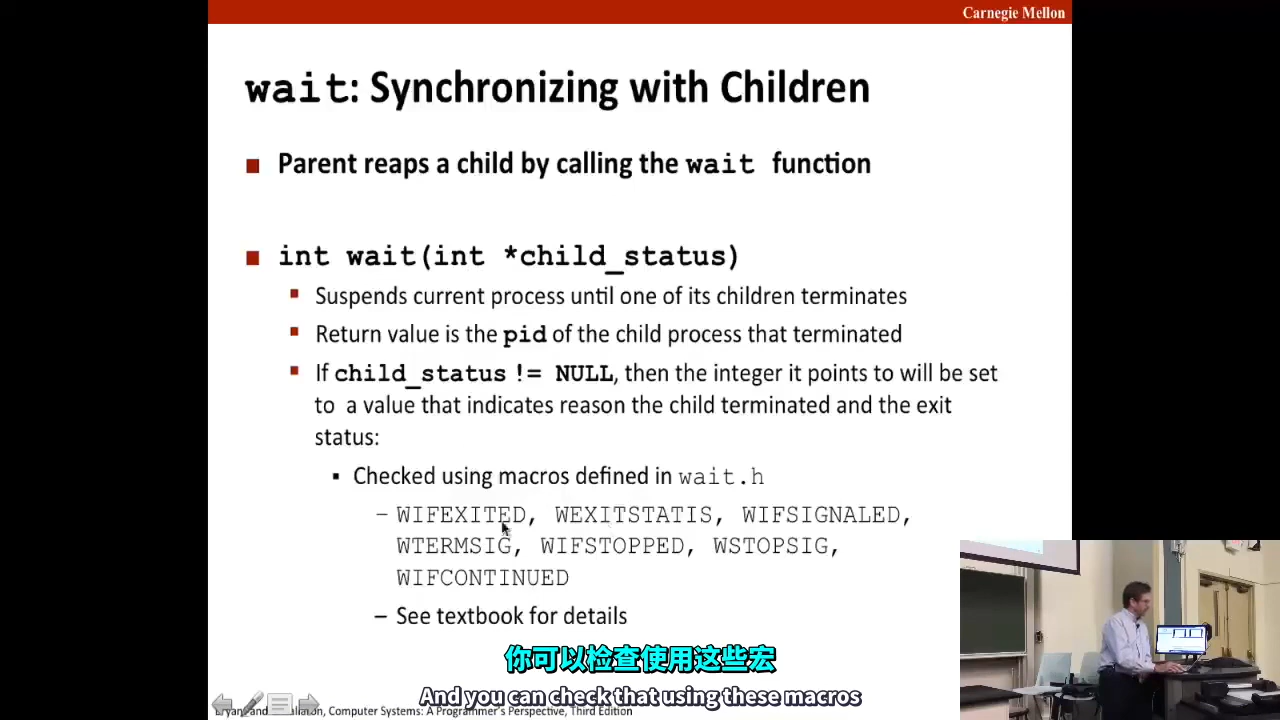 Carnegie Mellon
wait: Synchronizing with Children
Parent reaps a child by calling the wait function
int wait(int *child_status)
Suspends current process until one of its children terminates
Return value is the pid of the child process that terminated
If child_status != NULL, then the integer it points to will be set
to a value that indicates reason the child terminated and the exit
status:
Checked using macros defined in wait.h
– WIFEXITED, WEXITSTATIS, WIFSIGNALED,
WTERMSIG, WIFSTOPPED, WSTOPSIG,
WIFCONTINUED
– See textbook for details
你可以检查使用这些宏
And you can check that using these macros
Computer Systems: A Programmer's Perspective, Third Edition